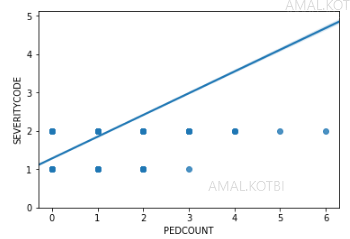 AMAL.KOT
5
4
3
2
1
0
SEVERITYCODE
AMAL.KOTBI
0 1 2 3 4 5 6
PEDCOUNT